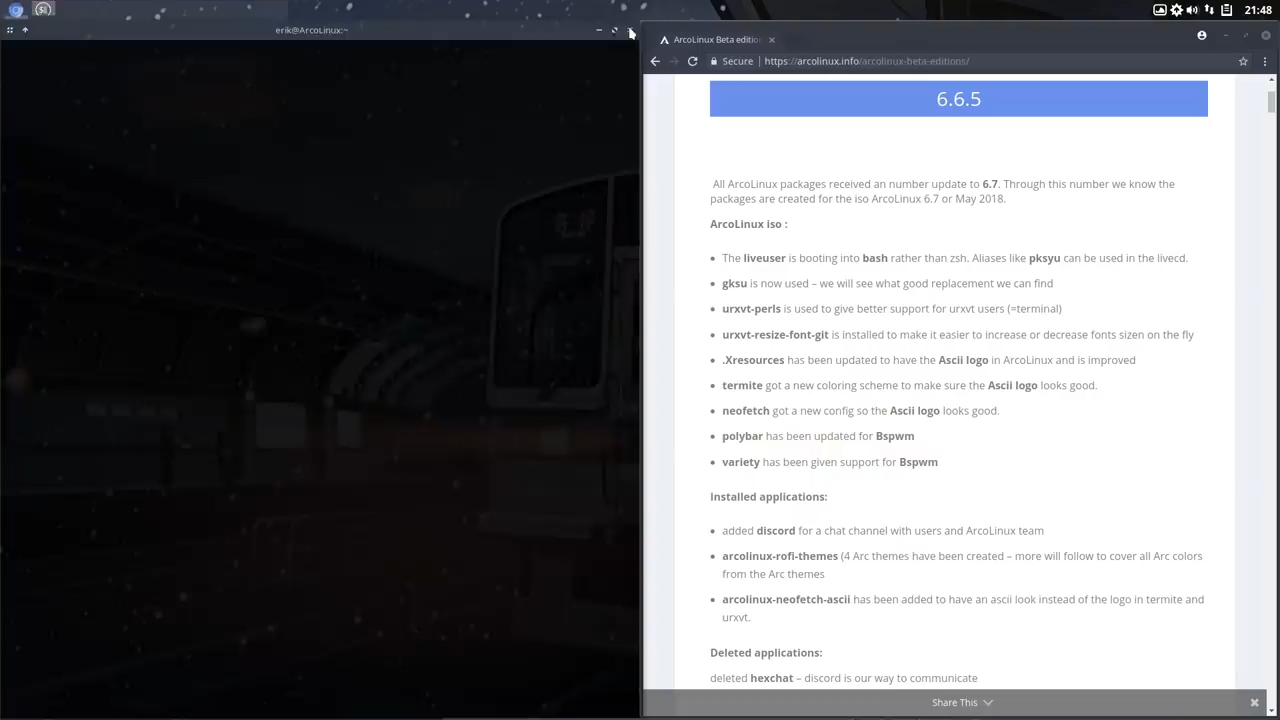 21:48
erik@ArcoLinux:~
ArcoLinux Beta editio
Secure
https://arcolinux.info/arcolinux-beta-editions/
6.6.5
All ArcoLinux packages received an number update to 6.7. Through this number we know the
packages are created for the iso ArcoLinux 6.7 or May 2018.
ArcoLinux iso :
The liveuser is booting into bash rather than zsh. Aliases like pksyu can be used in the livecd.
gksu is now used – we will see what good replacement we can find
urxvt-perls is used to give better support for urxvt users (=terminal)
urxvt-resize-font-git is installed to make it easier to increase or decrease fonts sizen on the fly
.Xresources has been updated to have the Ascii logo in ArcoLinux and is improved
termite got a new coloring scheme to make sure the Ascii logo looks good.
neofetch got a new config so the Ascii logo looks good.
polybar has been updated for Bspwm
variety has been given support for Bspwm
Installed applications:
added discord for a chat channel with users and ArcoLinux team
arcolinux-rofi-themes (4 Arc themes have been created – more will follow to cover all Arc colors
from the Arc themes
arcolinux-neofetch-ascii has been added to have an ascii look instead of the logo in termite and
urxvt.
Deleted applications:
deleted hexchat – discord is our way to communicate
Share This